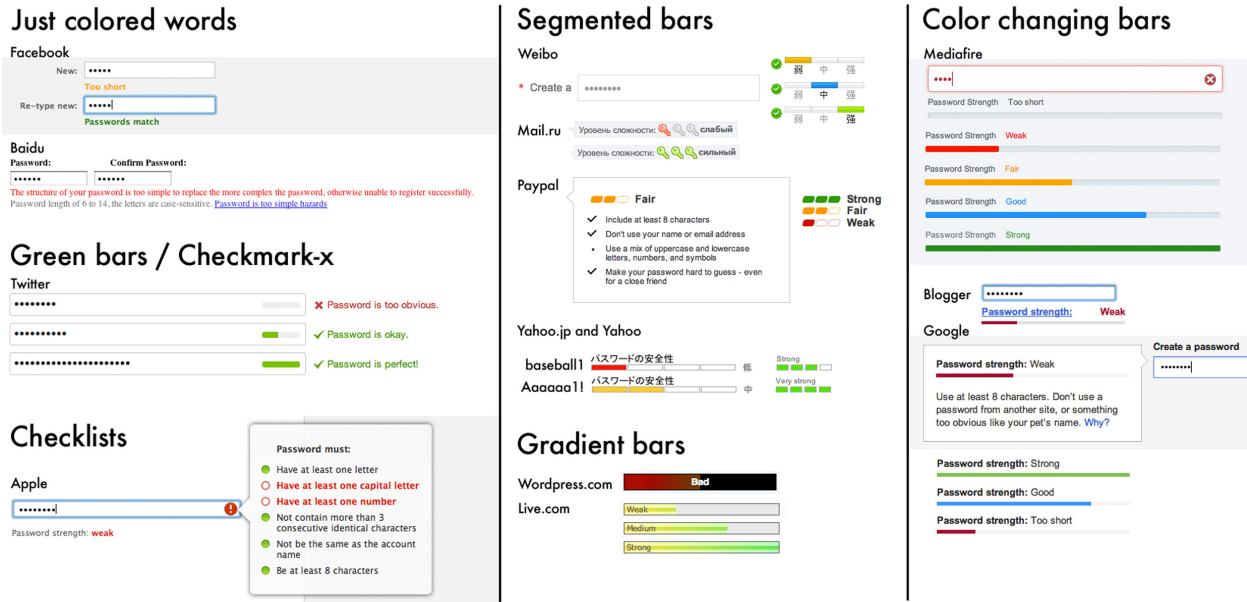 Just colored words
Facebook
New: •••••
Too short
Re-type new: •••••
Passwords match
Baidu
Password: Confirm Password:
•••••• ••••••
The structure of your password is too simple to replace the more complex the password, otherwise unable to register successfully.
Password length of 6 to 14, the letters are case-sensitive. Password is too simple hazards
Green bars / Checkmark-x
Twitter
•••••••• Password is too obvious.
•••••••••• Password is okay.
•••••••••••••••••••••• Password is perfect!
Checklists
Apple
••••••••
Password strength: weak
Password must:
Have at least one letter
Have at least one capital letter
Have at least one number
Not contain more than 3
consecutive identical characters
Not be the same as the account
name
Be at least 8 characters
Segmented bars
Weibo
* Create a ••••••••
弱 中 强
弱 中 强
弱 中 强
Mail.ru
Уровень сложности: слабый
Уровень сложности: сильный
Paypal
Fair
Include at least 8 characters
Don't use your name or email address
Use a mix of uppercase and lowercase
letters, numbers, and symbols
Make your password hard to guess - even
for a close friend
Strong
Fair
Weak
Yahoo.jp and Yahoo
baseball1 パスワードの安全性 低 Strong
Aaaaaa1! パスワードの安全性 中 Very strong
Gradient bars
Wordpress.com Bad
Live.com
Weak
Medium
Strong
Color changing bars
Mediafire
••••
Password Strength Too short
Password Strength Weak
Password Strength Fair
Password Strength Good
Password Strength Strong
Blogger ••••••••
Password strength: Weak
Google
Create a password
••••••••
Password strength: Weak
Use at least 8 characters. Don't use a
password from another site, or something
too obvious like your pet's name. Why?
Password strength: Strong
Password strength: Good
Password strength: Too short